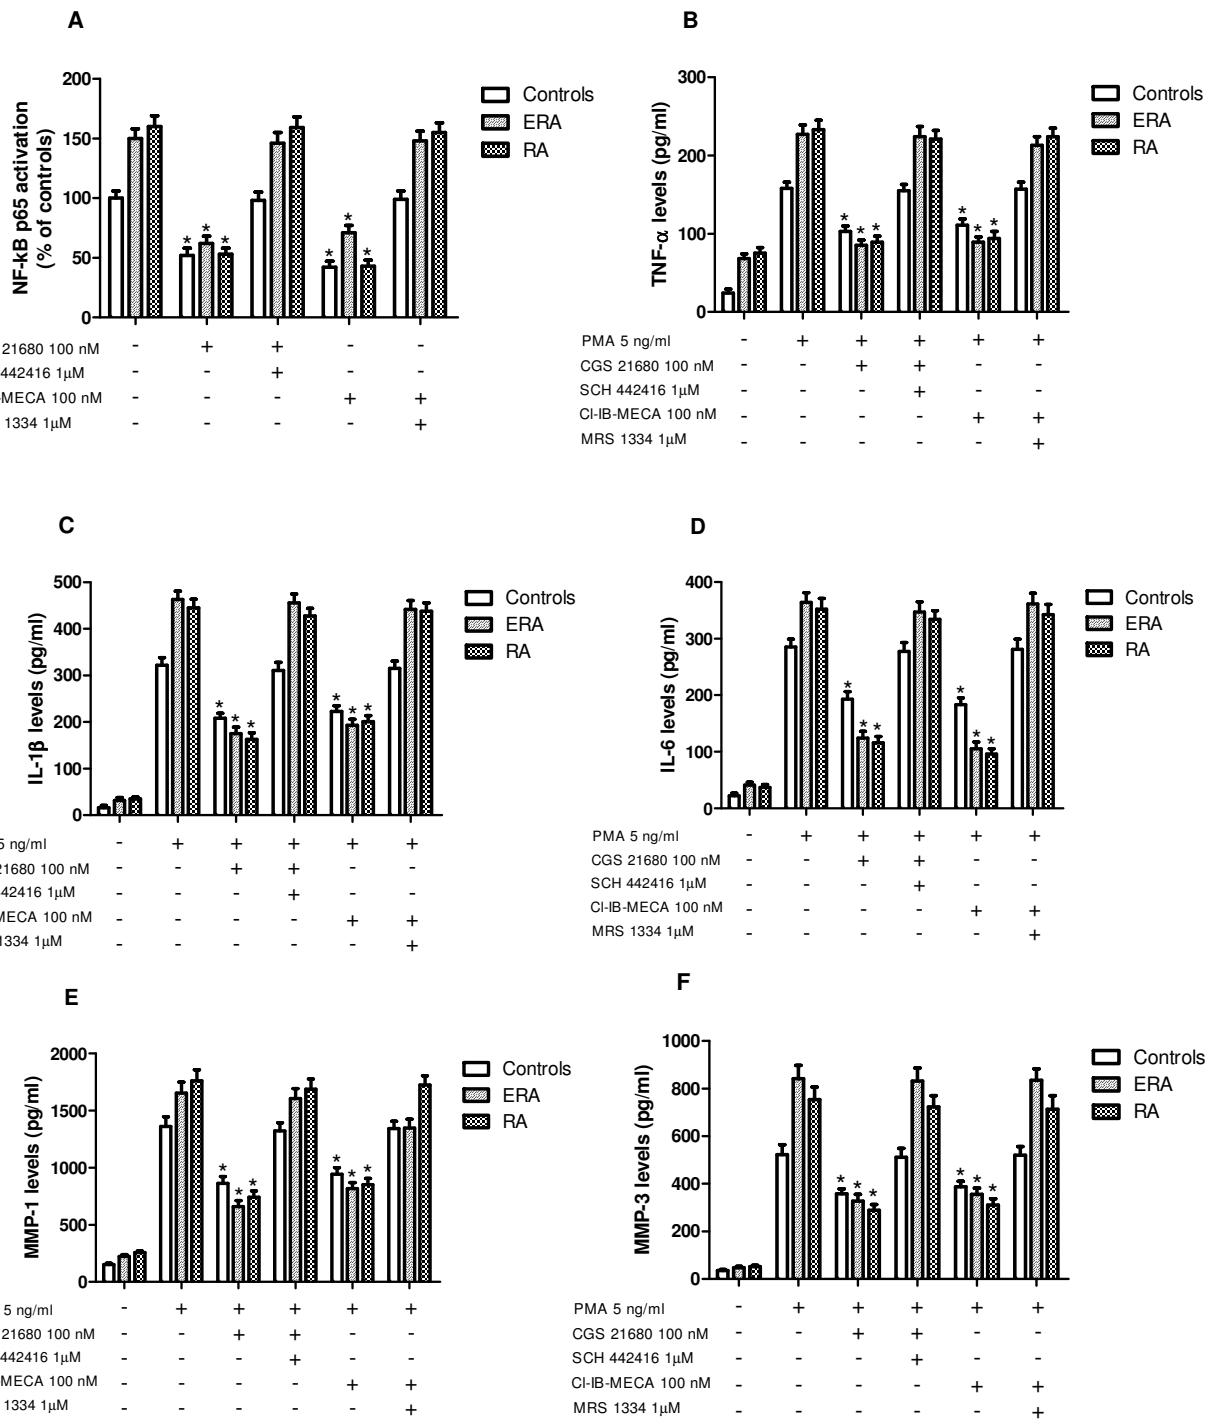 A
NF-kB p65 activation
(% of controls)
200
150
100
50
0
Controls
ERA
RA
* * * * * *
21680 100 nM - + + - -
442416 1µM - - + - -
-MECA 100 nM - - - + +
1334 1µM - - - - +
B
TNF-α levels (pg/ml)
300
200
100
0
Controls
ERA
RA
* * * * * *
PMA 5 ng/ml - + + + + +
CGS 21680 100 nM - - + + - -
SCH 442416 1µM - - - + - -
Cl-IB-MECA 100 nM - - - - + +
MRS 1334 1µM - - - - - +
C
IL-1β levels (pg/ml)
500
400
300
200
100
0
Controls
ERA
RA
* * * * * *
5 ng/ml - + + + + +
21680 100 nM - - + + - -
442416 1µM - - - + - -
MECA 100 nM - - - - + +
1334 1µM - - - - - +
D
IL-6 levels (pg/ml)
400
300
200
100
0
Controls
ERA
RA
* * * * * *
PMA 5 ng/ml - + + + + +
CGS 21680 100 nM - - + + - -
SCH 442416 1µM - - - + - -
Cl-IB-MECA 100 nM - - - - + +
MRS 1334 1µM - - - - - +
E
MMP-1 levels (pg/ml)
2000
1500
1000
500
0
Controls
ERA
RA
* * * * * *
5 ng/ml - + + + + +
21680 100 nM - - + + - -
442416 1µM - - - + - -
MECA 100 nM - - - - + +
1334 1µM - - - - - +
F
MMP-3 levels (pg/ml)
1000
800
600
400
200
0
Controls
ERA
RA
* * * * * *
PMA 5 ng/ml - + + + + +
CGS 21680 100 nM - - + + - -
SCH 442416 1µM - - - + - -
Cl-IB-MECA 100 nM - - - - + +
MRS 1334 1µM - - - - - +